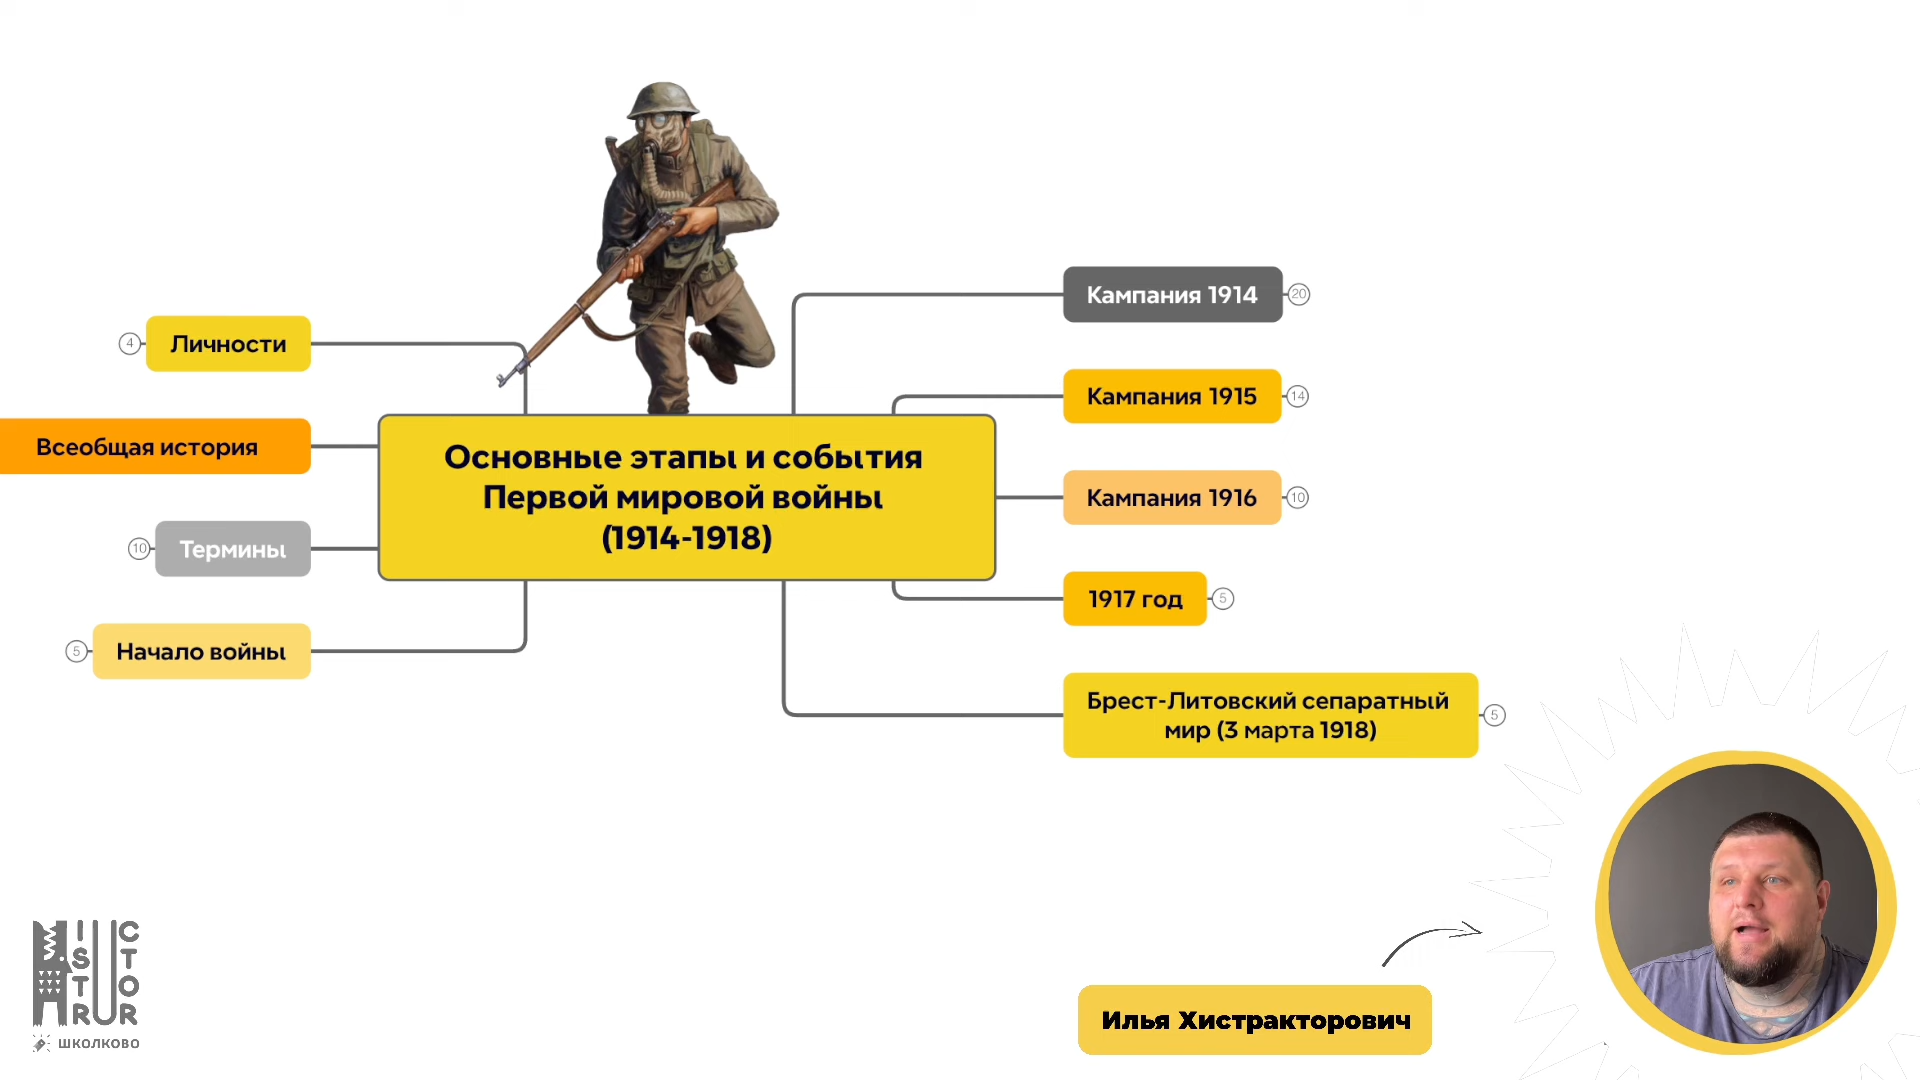 Кампания 1914
20
4
Личности
Кампания 1915
14
Всеобщая история
Основные этапы и события
Первой мировой войны
(1914-1918)
Кампания 1916
10
10
Термины
1917 год
5
5
Начало войны
Брест-Литовский сепаратный
мир (3 марта 1918)
5
HISTRUCTOR
ШКОЛКОВО
Илья Хистракторович